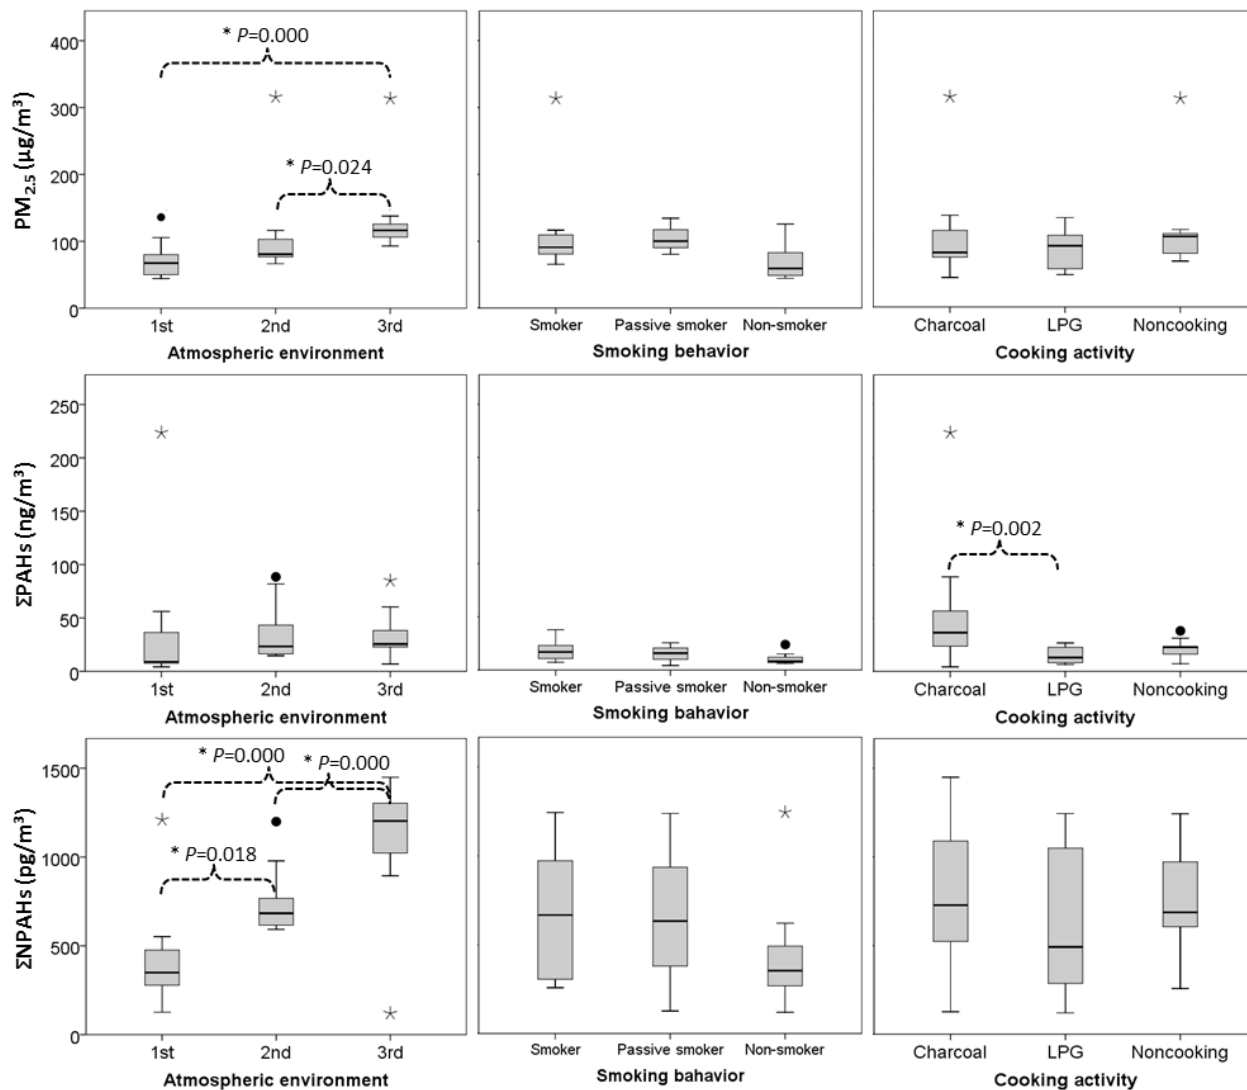 PM2.5 (µg/m³)
400
300
200
100
0
* P=0.000
* P=0.024
1st 2nd 3rd
Atmospheric environment
Smoker Passive smoker Non-smoker
Smoking behavior
Charcoal LPG Noncooking
Cooking activity
ΣPAHs (ng/m³)
250
200
150
100
50
0
1st 2nd 3rd
Atmospheric environment
Smoker Passive smoker Non-smoker
Smoking bahavior
* P=0.002
Charcoal LPG Noncooking
Cooking activity
ΣNPAHs (pg/m³)
1500
1000
500
0
* P=0.000 * P=0.000
* P=0.018
1st 2nd 3rd
Atmospheric environment
Smoker Passive smoker Non-smoker
Smoking bahavior
Charcoal LPG Noncooking
Cooking activity